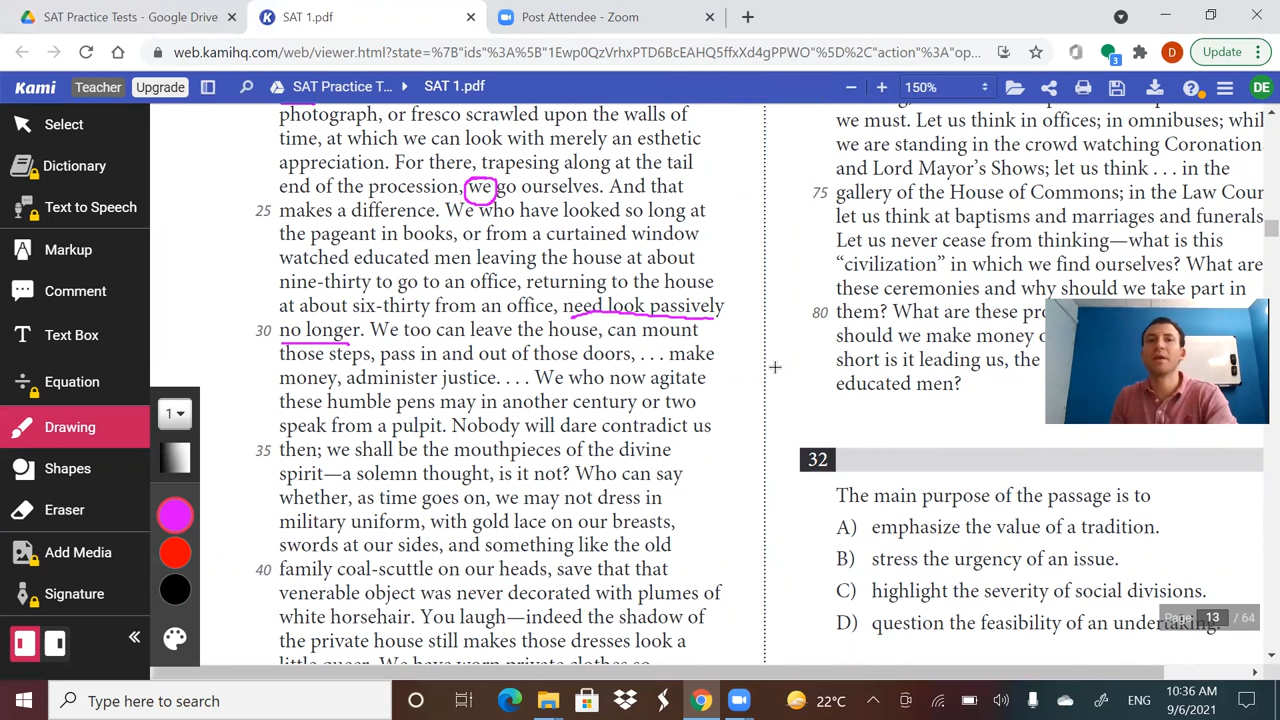 SAT Practice Tests - Google Drive
SAT 1.pdf
Post Attendee - Zoom
web.kamihq.com/web/viewer.html?state=%7B"ids"%3A%5B"1Ewp0QzVrhxPTD6BcEAHQ5ffxXd4gPPWO"%5D%2C"action"%3A"op...
3
D
Update
Kami
Teacher
Upgrade
SAT Practice T...
SAT 1.pdf
150%
DE
Select
Dictionary
Text to Speech
Markup
Comment
Text Box
Equation
Drawing
Shapes
Eraser
Add Media
Signature
1
photograph, or fresco scrawled upon the walls of
time, at which we can look with merely an esthetic
appreciation. For there, trapesing along at the tail
end of the procession, we go ourselves. And that
25 makes a difference. We who have looked so long at
the pageant in books, or from a curtained window
watched educated men leaving the house at about
nine-thirty to go to an office, returning to the house
at about six-thirty from an office, need look passively
30 no longer. We too can leave the house, can mount
those steps, pass in and out of those doors, . . . make
money, administer justice. . . . We who now agitate
these humble pens may in another century or two
speak from a pulpit. Nobody will dare contradict us
35 then; we shall be the mouthpieces of the divine
spirit—a solemn thought, is it not? Who can say
whether, as time goes on, we may not dress in
military uniform, with gold lace on our breasts,
swords at our sides, and something like the old
40 family coal-scuttle on our heads, save that that
venerable object was never decorated with plumes of
white horsehair. You laugh—indeed the shadow of
the private house still makes those dresses look a
little queer. We have worn private clothes so
we must. Let us think in offices; in omnibuses; whil
we are standing in the crowd watching Coronation
and Lord Mayor's Shows; let us think . . . in the
75 gallery of the House of Commons; in the Law Cour
let us think at baptisms and marriages and funerals
Let us never cease from thinking—what is this
“civilization” in which we find ourselves? What are
these ceremonies and why should we take part in
80 them? What are these pro
should we make money o
short is it leading us, the
educated men?
32
The main purpose of the passage is to
A) emphasize the value of a tradition.
B) stress the urgency of an issue.
C) highlight the severity of social divisions.
D) question the feasibility of an undertaking.
Page 13 / 64
Type here to search
22°C
ENG
10:36 AM
9/6/2021